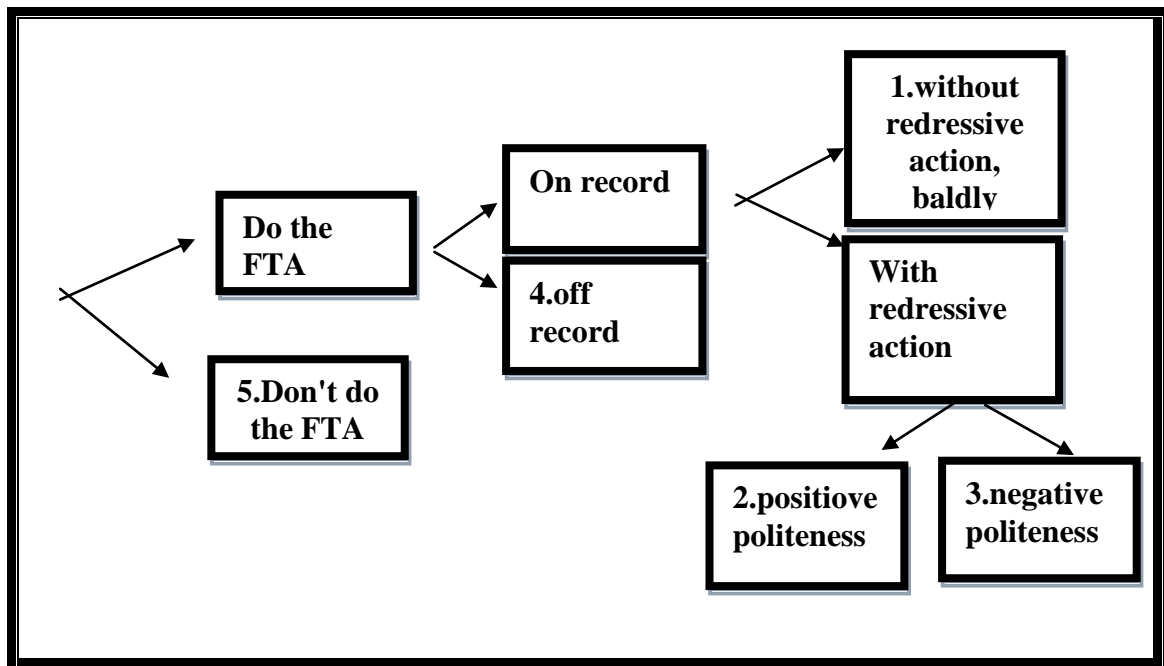 1.without
redressive
action,
baldly
On record
Do the
FTA
4.off
record
With
redressive
action
5.Don't do
the FTA
2.positiove
politeness
3.negative
politeness